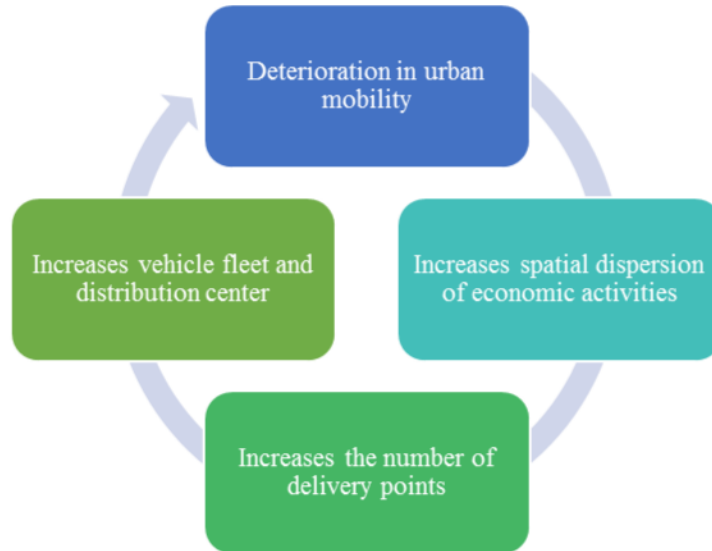 Deterioration in urban
mobility
Increases vehicle fleet and
distribution center
Increases spatial dispersion
of economic activities
Increases the number of
delivery points